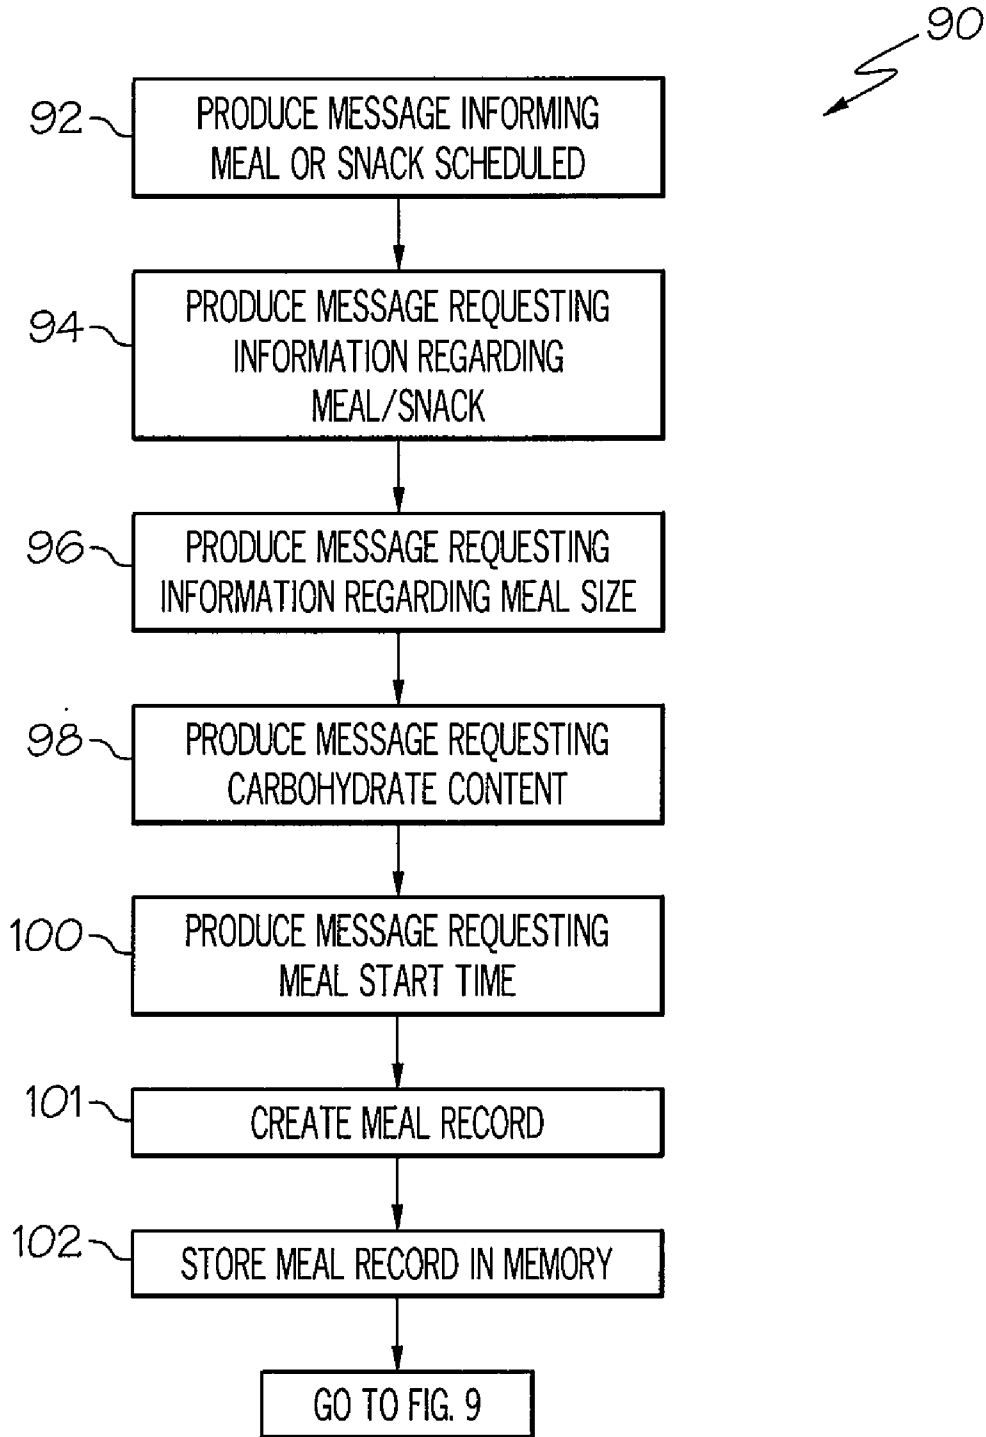 90
92
PRODUCE MESSAGE INFORMING
MEAL OR SNACK SCHEDULED
94
PRODUCE MESSAGE REQUESTING
INFORMATION REGARDING
MEAL/SNACK
96
PRODUCE MESSAGE REQUESTING
INFORMATION REGARDING MEAL SIZE
98
PRODUCE MESSAGE REQUESTING
CARBOHYDRATE CONTENT
100
PRODUCE MESSAGE REQUESTING
MEAL START TIME
101
CREATE MEAL RECORD
102
STORE MEAL RECORD IN MEMORY
GO TO FIG. 9